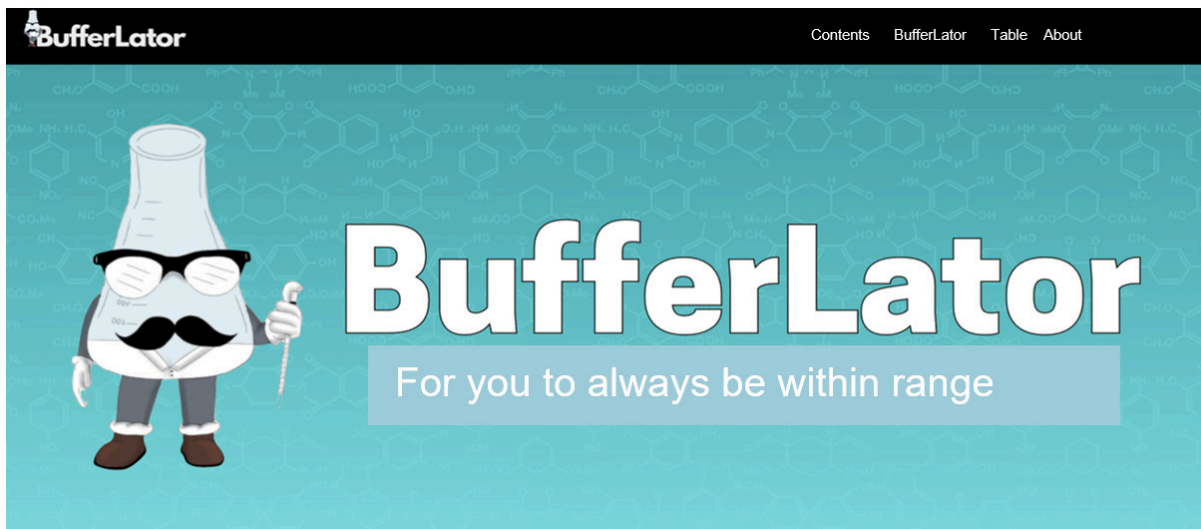 BufferLator
Contents BufferLator Table About
BufferLator
For you to always be within range